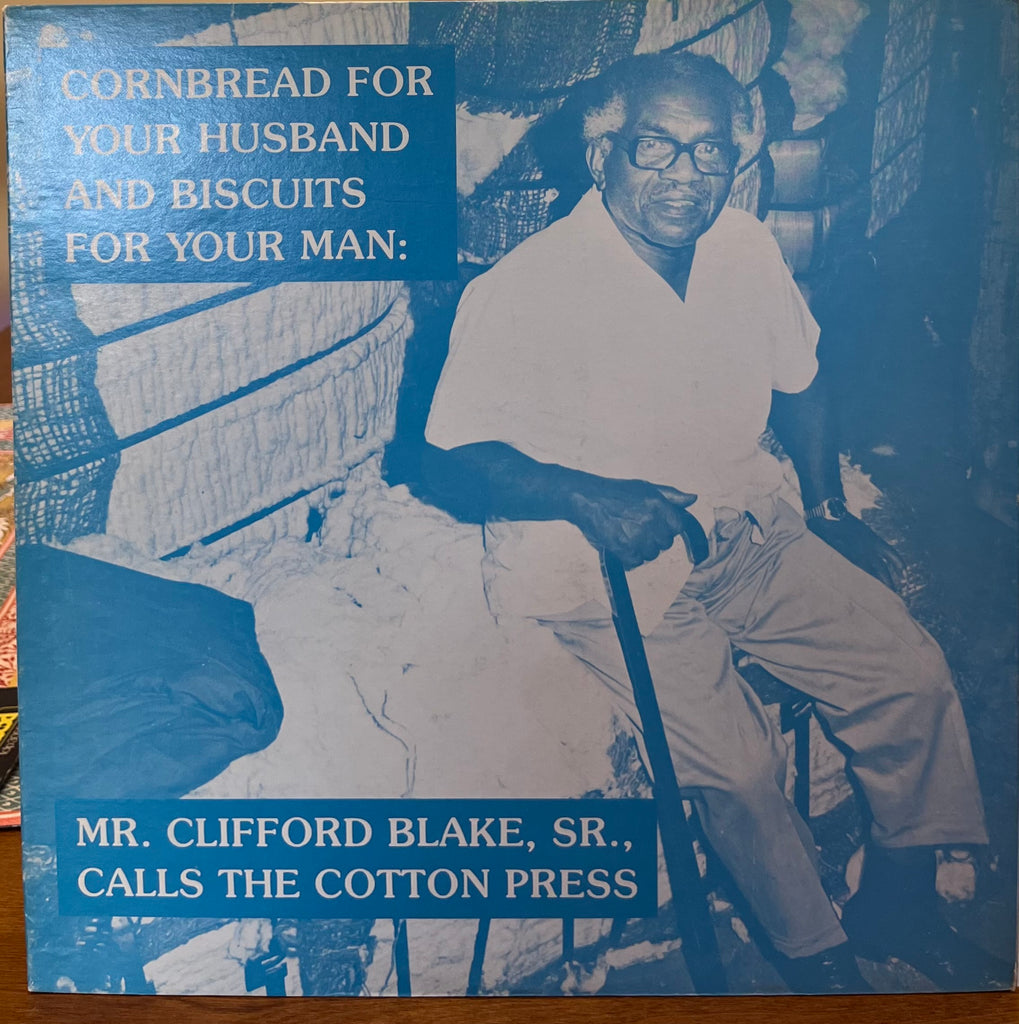 CORNBREAD FOR
YOUR HUSBAND
AND BISCUITS
FOR YOUR MAN:
MR. CLIFFORD BLAKE, SR.,
CALLS THE COTTON PRESS